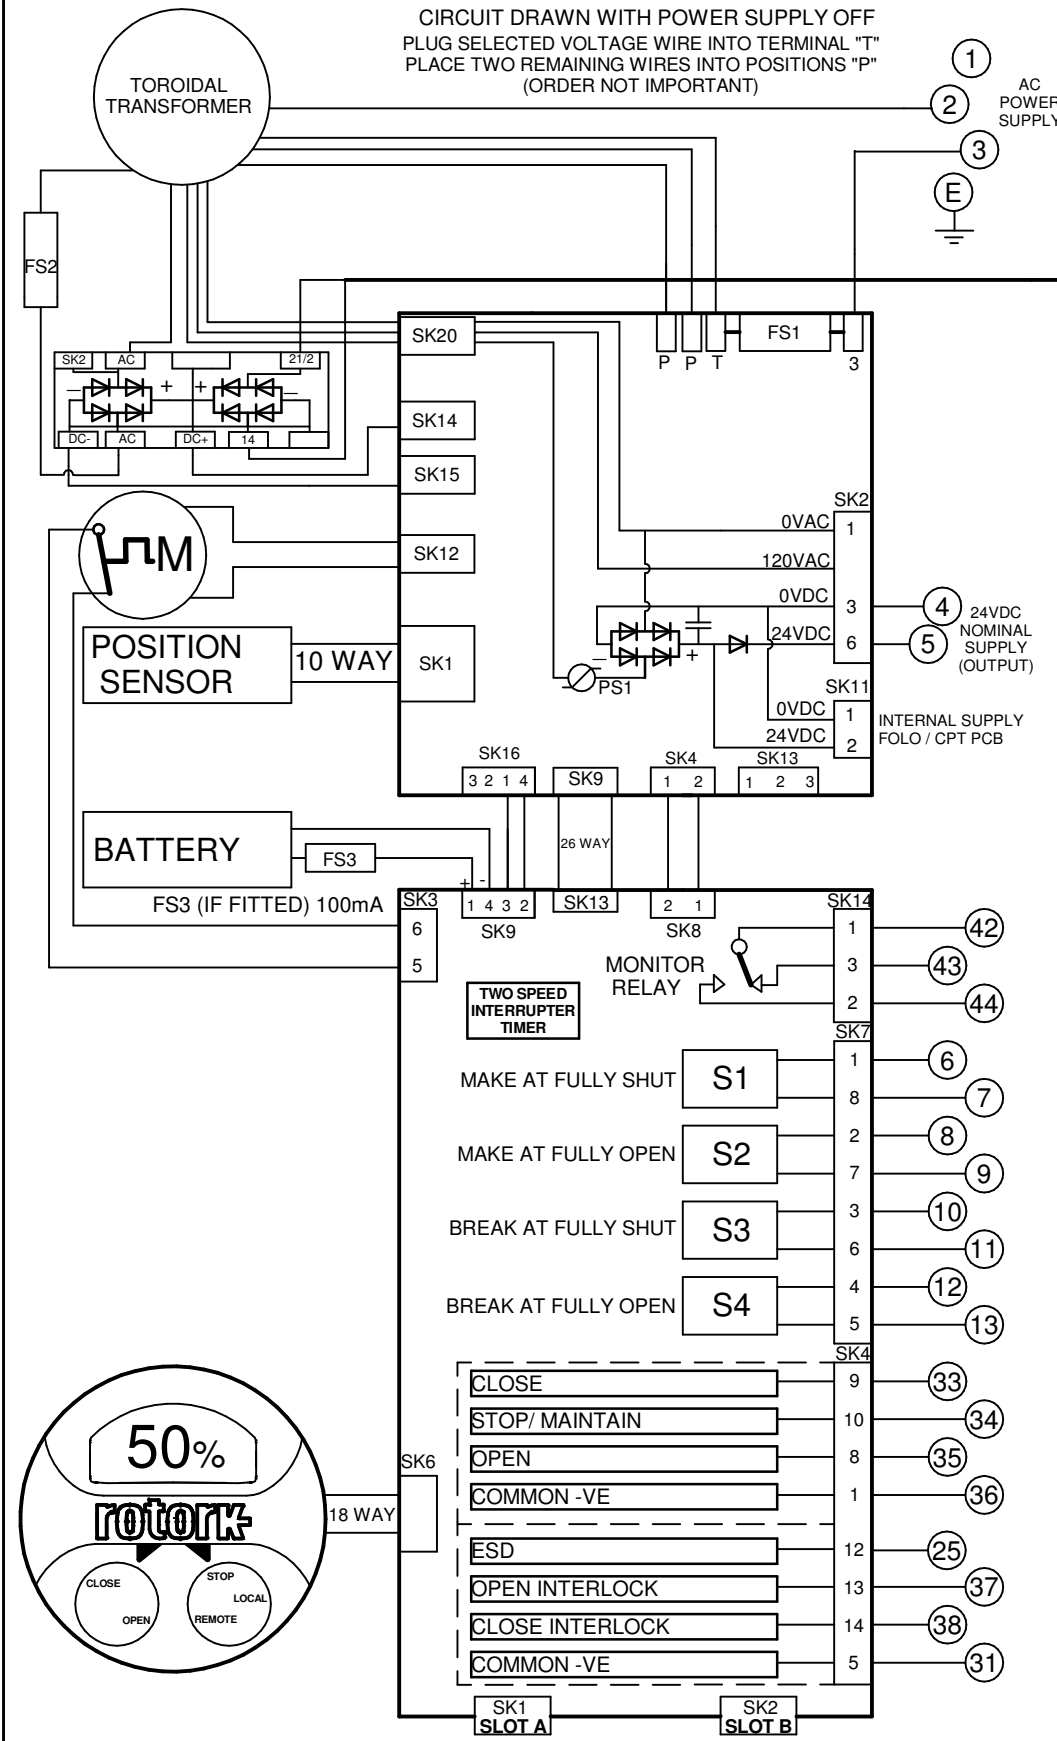 CIRCUIT DRAWN WITH POWER SUPPLY OFF
PLUG SELECTED VOLTAGE WIRE INTO TERMINAL "T"
PLACE TWO REMAINING WIRES INTO POSITIONS "P"
(ORDER NOT IMPORTANT)
TOROIDAL
TRANSFORMER
1
2
3
E
AC
POWER
SUPPLY
FS2
SK2
AC
21/2
–
+
+
–
DC-
AC
DC+
14
SK20
SK14
SK15
SK12
SK1
P
P
T
FS1
3
M
POSITION
SENSOR
10 WAY
SK2
0VAC
1
120VAC
0VDC
3
24VDC
6
–
+
PS1
4
5
24VDC
NOMINAL
SUPPLY
(OUTPUT)
SK11
0VDC
1
24VDC
2
INTERNAL SUPPLY
FOLO / CPT PCB
SK16
3 2 1 4
SK9
SK4
1 2
SK13
1 2 3
BATTERY
FS3
26 WAY
FS3 (IF FITTED) 100mA
+
-
SK3
6
5
1 4 3 2
SK9
SK13
2 1
SK8
SK14
1
3
2
MONITOR
RELAY
42
43
44
TWO SPEED
INTERRUPTER
TIMER
SK7
MAKE AT FULLY SHUT
S1
1
8
6
7
MAKE AT FULLY OPEN
S2
2
7
8
9
BREAK AT FULLY SHUT
S3
3
6
10
11
BREAK AT FULLY OPEN
S4
4
5
12
13
SK4
CLOSE
9
33
STOP/ MAINTAIN
10
34
OPEN
8
35
COMMON -VE
1
36
ESD
12
25
OPEN INTERLOCK
13
37
CLOSE INTERLOCK
14
38
COMMON -VE
5
31
50%
rotork
CLOSE
OPEN
STOP
LOCAL
REMOTE
18 WAY
SK6
SK1
SLOT A
SK2
SLOT B